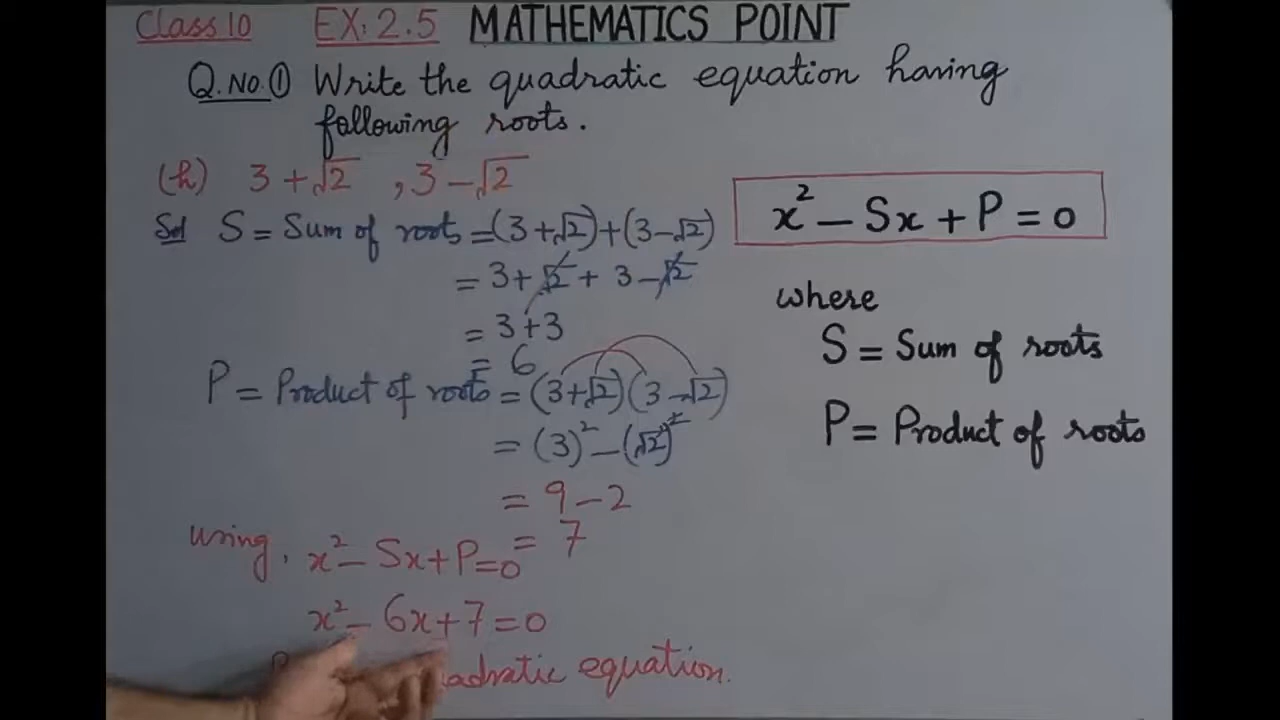 Class 10 EX: 2.5 MATHEMATICS POINT
Q.No.① Write the quadratic equation having
following roots.
(h) 3+√2 , 3-√2
Sol S = Sum of roots = (3+√2)+(3-√2)
= 3+√2+ 3-√2
= 3+3
= 6
P = Product of roots = (3+√2)(3-√2)
= (3)² - (√2)²
= 9-2
= 7
using, x² - Sx+P=0
x² - 6x+7=0
equation.
x² - Sx + P = 0
where
S = Sum of roots
P = Product of roots